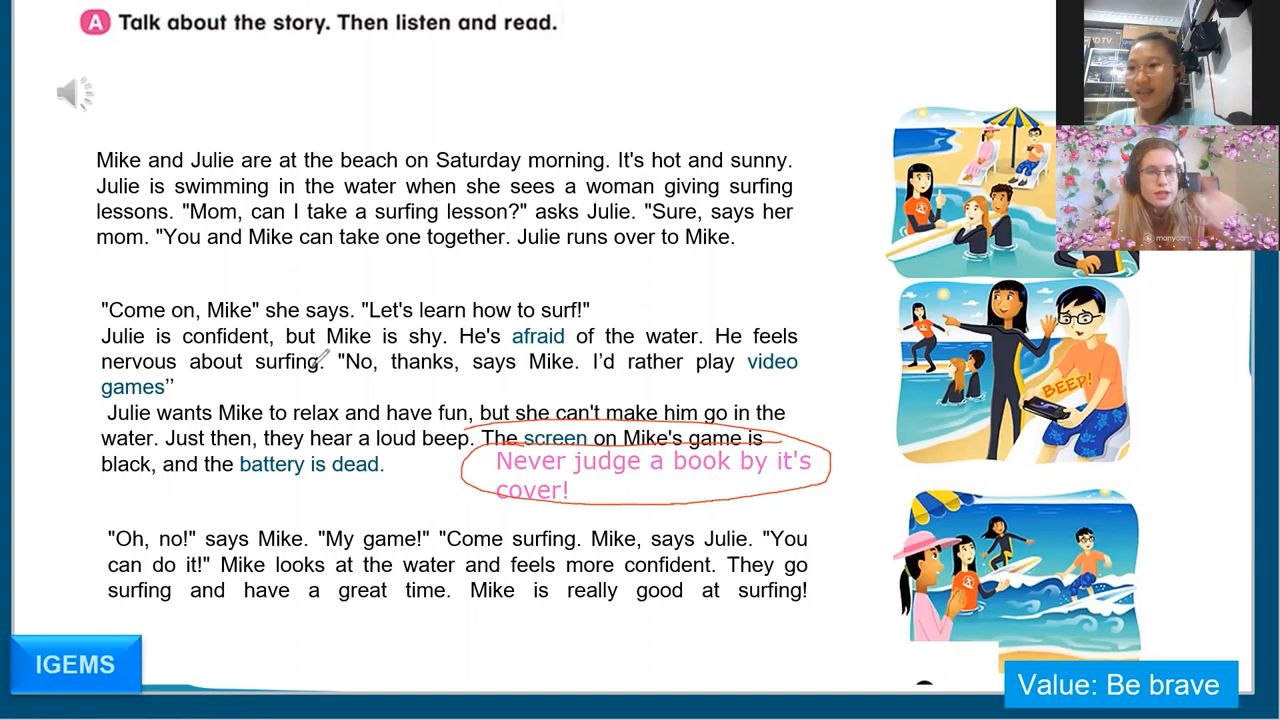 A Talk about the story. Then listen and read.
Mike and Julie are at the beach on Saturday morning. It's hot and sunny.
Julie is swimming in the water when she sees a woman giving surfing
lessons. "Mom, can I take a surfing lesson?" asks Julie. "Sure, says her
mom. "You and Mike can take one together. Julie runs over to Mike.
"Come on, Mike" she says. "Let's learn how to surf!"
Julie is confident, but Mike is shy. He's afraid of the water. He feels
nervous about surfing. "No, thanks, says Mike. I’d rather play video
games’’
Julie wants Mike to relax and have fun, but she can't make him go in the
water. Just then, they hear a loud beep. The screen on Mike's game is
black, and the battery is dead.
Never judge a book by it's
cover!
"Oh, no!" says Mike. "My game!" "Come surfing. Mike, says Julie. "You
can do it!" Mike looks at the water and feels more confident. They go
surfing and have a great time. Mike is really good at surfing!
BEEP!
manycam
IGEMS
Value: Be brave